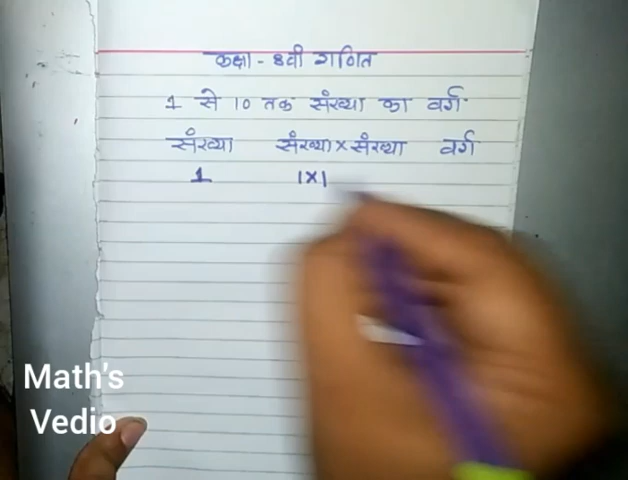 कक्षा - 8वी गणित
1 से 10 तक संख्या का वर्ग
संख्या संख्या×संख्या वर्ग
1 1×1
Math's
Vedio